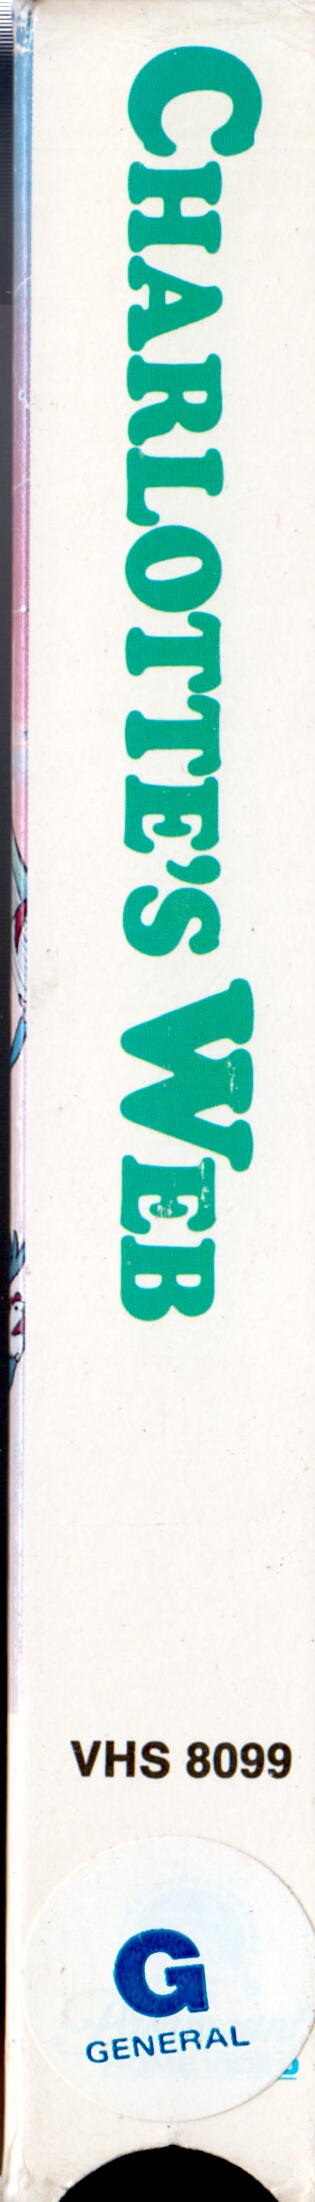 CHARLOTTE'S WEB
VHS 8099
G
GENERAL